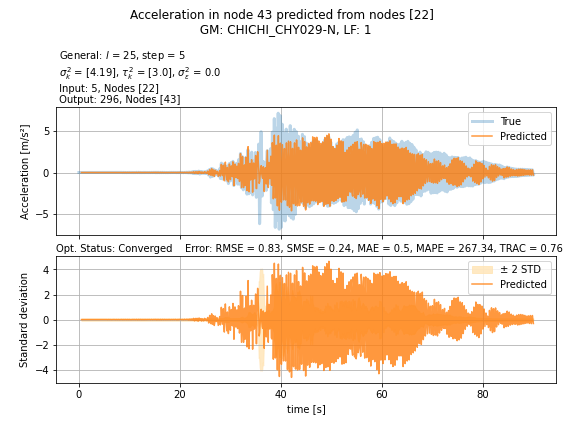 Acceleration in node 43 predicted from nodes [22]
GM: CHICHI_CHY029-N, LF: 1
General: l = 25, step = 5
σ²ₖ = [4.19], τ²ₖ = [3.0], σ²ε = 0.0
Input: 5, Nodes [22]
Output: 296, Nodes [43]
True
Predicted
Acceleration [m/s²]
5
0
−5
Opt. Status: Converged Error: RMSE = 0.83, SMSE = 0.24, MAE = 0.5, MAPE = 267.34, TRAC = 0.76
± 2 STD
Predicted
Standard deviation
4
2
0
−2
−4
0 20 40 60 80
time [s]